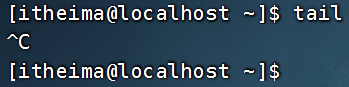 [itheima@localhost ~]$ tail
^C
[itheima@localhost ~]$